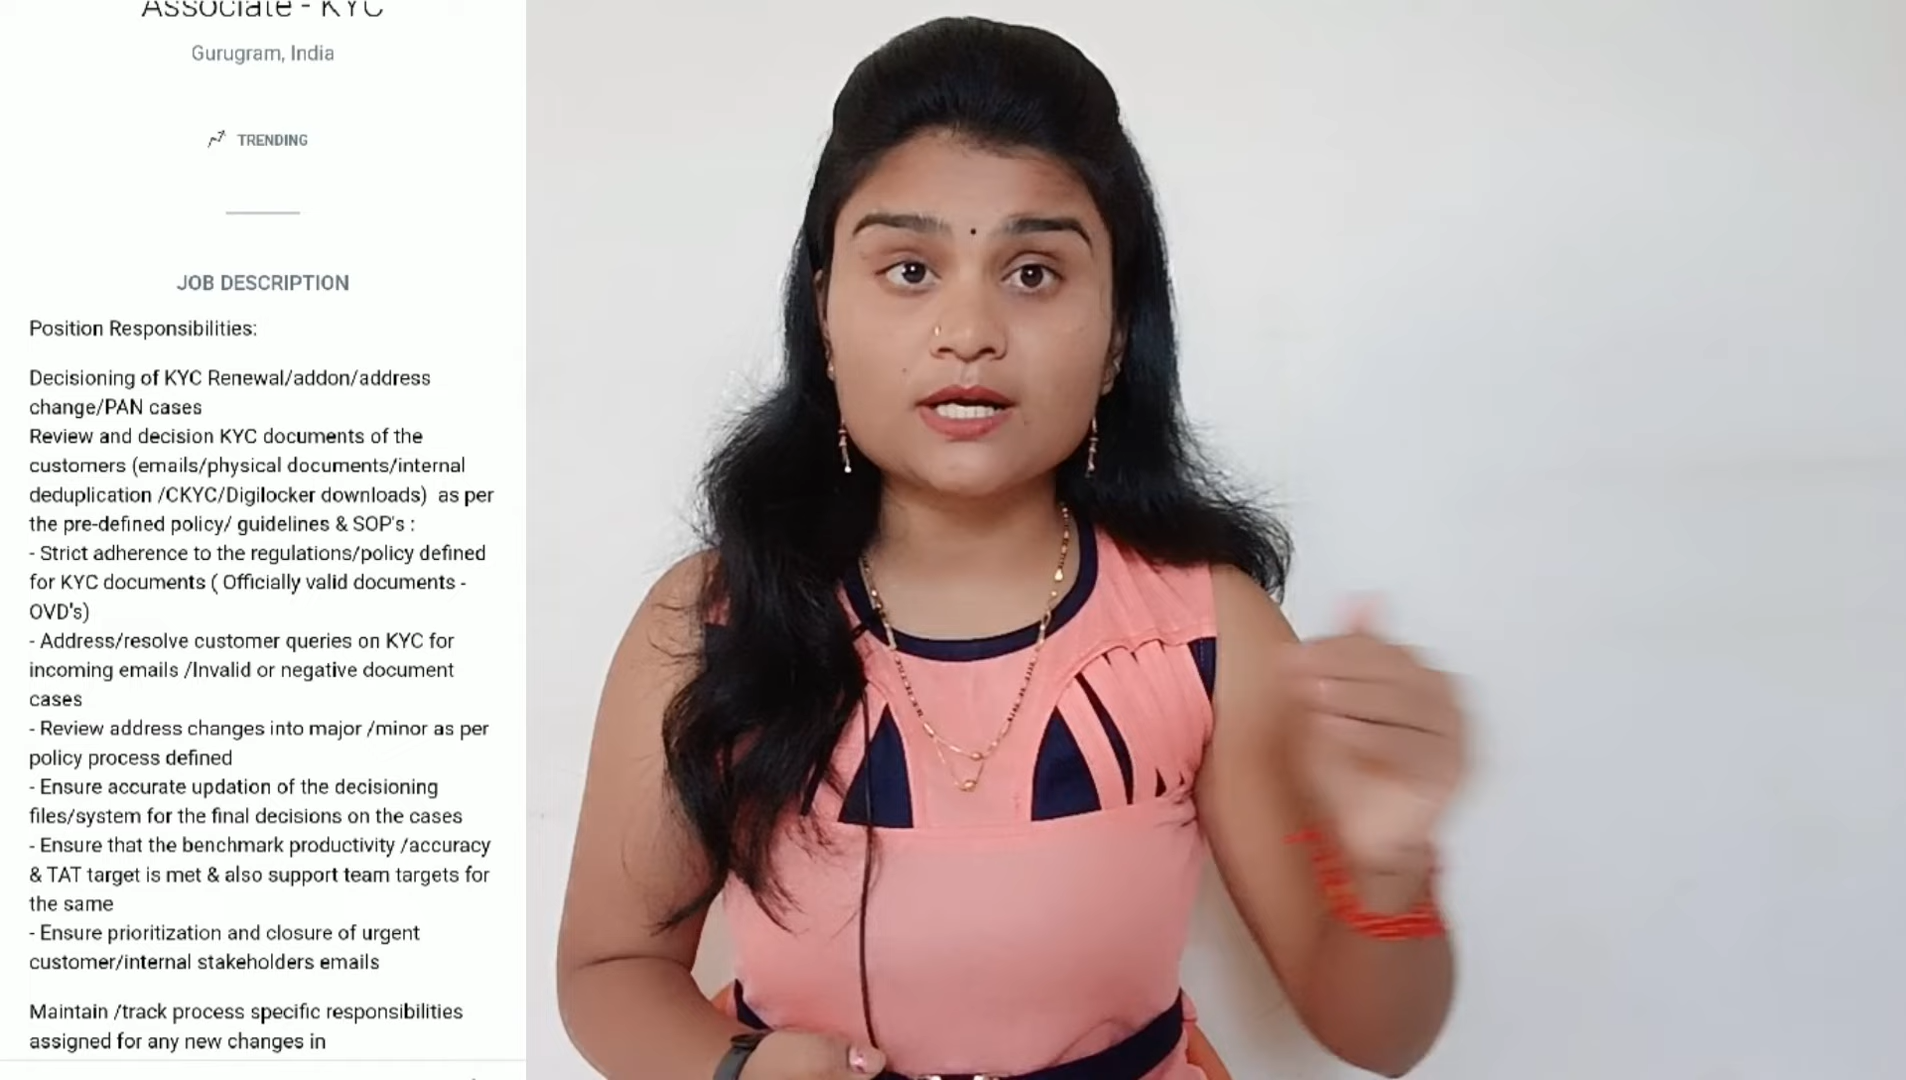 Associate - KYC
Gurugram, India
TRENDING
JOB DESCRIPTION
Position Responsibilities:
Decisioning of KYC Renewal/addon/address
change/PAN cases
Review and decision KYC documents of the
customers (emails/physical documents/internal
deduplication /CKYC/Digilocker downloads)  as per
the pre-defined policy/ guidelines & SOP's :
- Strict adherence to the regulations/policy defined
for KYC documents ( Officially valid documents -
OVD's)
- Address/resolve customer queries on KYC for
incoming emails /Invalid or negative document
cases
- Review address changes into major /minor as per
policy process defined
- Ensure accurate updation of the decisioning
files/system for the final decisions on the cases
- Ensure that the benchmark productivity /accuracy
& TAT target is met & also support team targets for
the same
- Ensure prioritization and closure of urgent
customer/internal stakeholders emails
Maintain /track process specific responsibilities
assigned for any new changes in